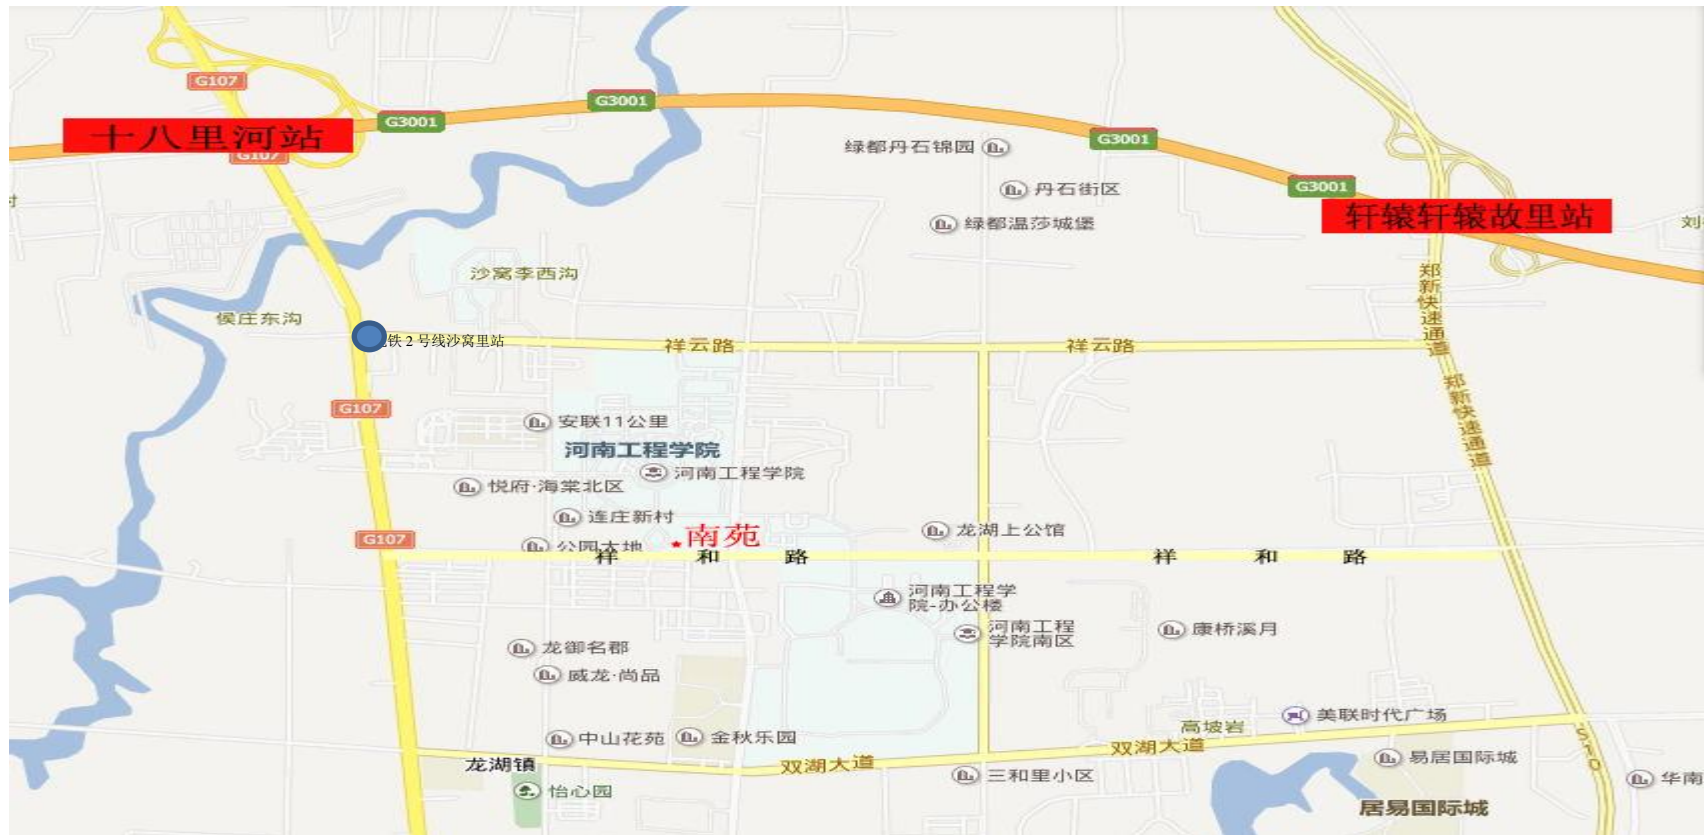 G107
G3001
G3001
十八里河站
G107
绿都丹石锦园
G3001
丹石街区
G3001
轩辕轩辕故里站
绿都温莎城堡
刘
村
沙窝李西沟
侯庄东沟
郑新快速通道
铁2号线沙窝里站
祥云路
祥云路
G107
郑新快速通道
安联11公里
河南工程学院
河南工程学院
悦府·海棠北区
连庄新村
南苑
龙湖上公馆
G107
公园大地
祥和路
祥和路
河南工程学
院-办公楼
河南工程
学院南区
康桥溪月
龙御名郡
威龙·尚品
美联时代广场
高坡岩
中山花苑
金秋乐园
双湖大道
S110
龙湖镇
双湖大道
易居国际城
三和里小区
华南
怡心园
居易国际城